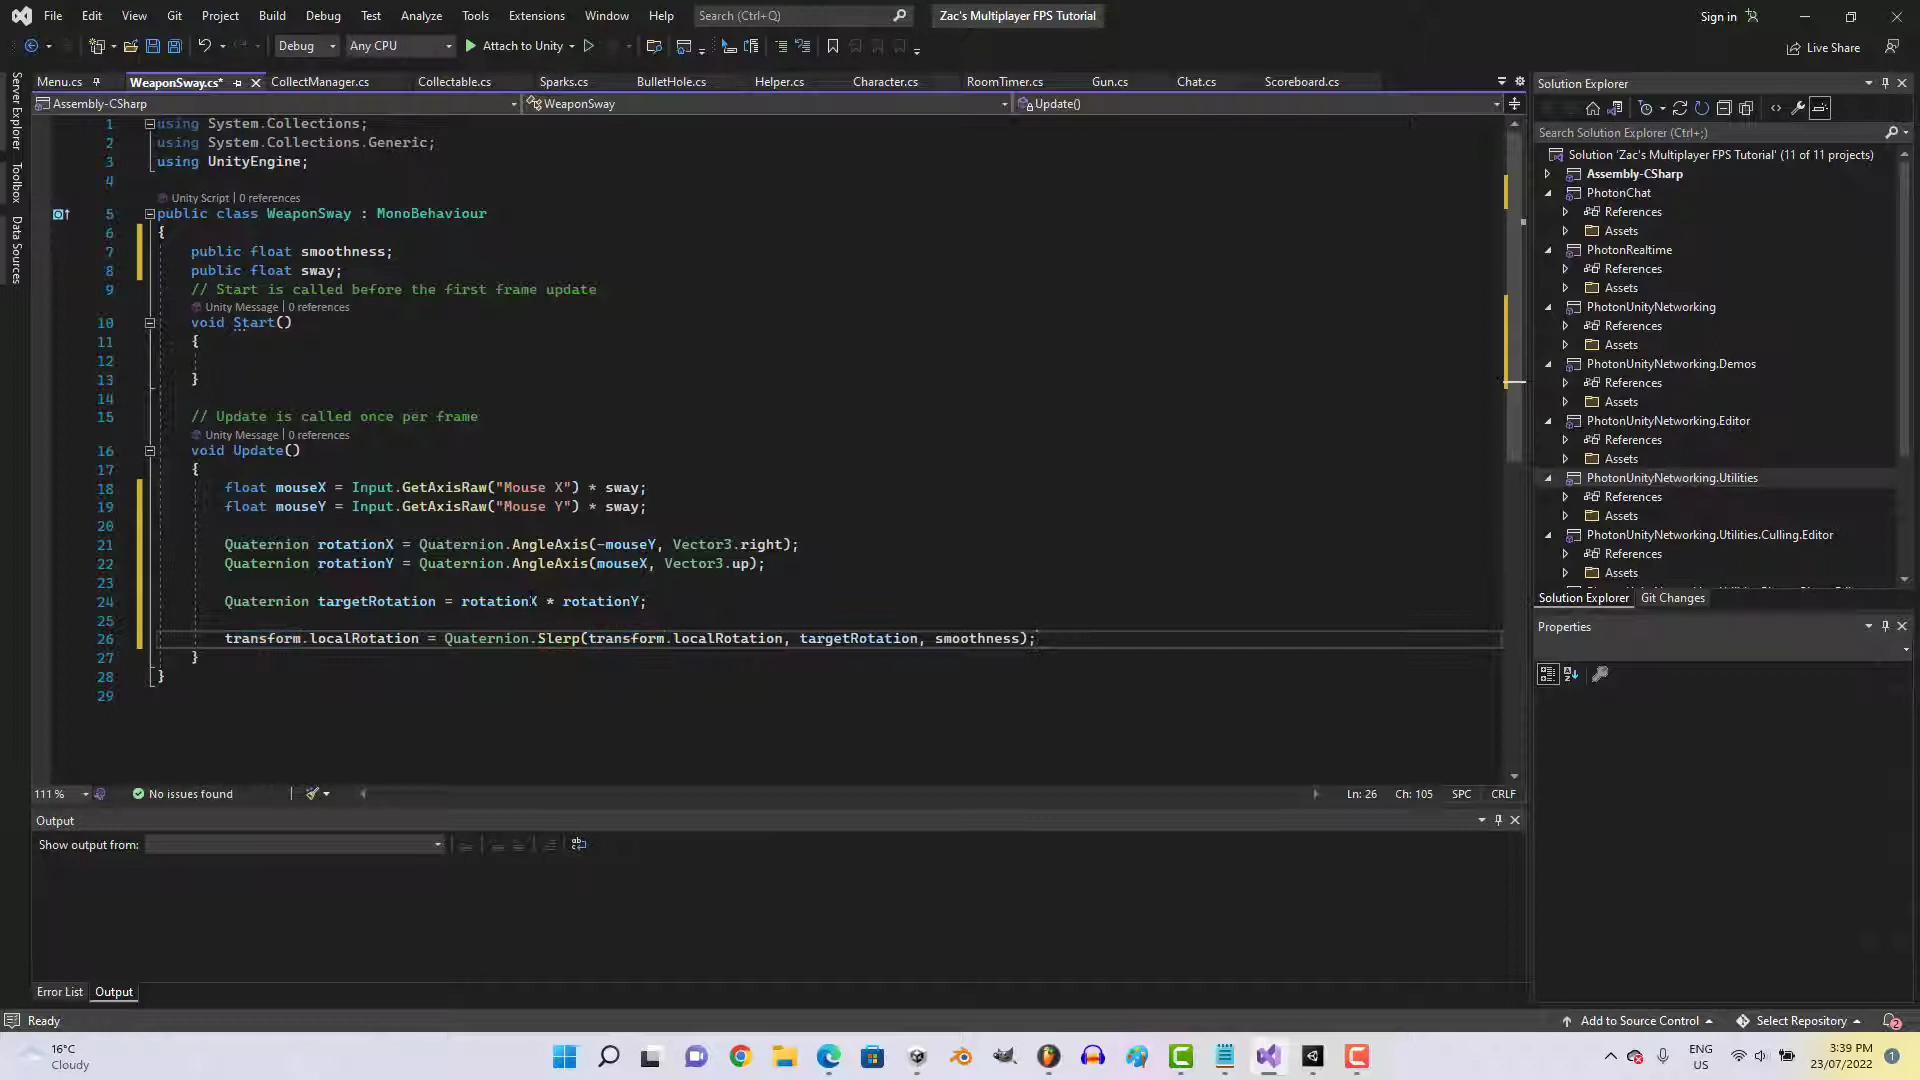 File Edit View Git Project Build Debug Test Analyze Tools Extensions Window Help Search (Ctrl+Q) Zac's Multiplayer FPS Tutorial Sign in
Debug Any CPU Attach to Unity Live Share
Menu.cs WeaponSway.cs* CollectManager.cs Collectable.cs Sparks.cs BulletHole.cs Helper.cs Character.cs RoomTimer.cs Gun.cs Chat.cs Scoreboard.cs
Assembly-CSharp WeaponSway Update()
Server Explorer
Toolbox
Data Sources
1 using System.Collections;
2 using System.Collections.Generic;
3 using UnityEngine;
4
Unity Script | 0 references
5 public class WeaponSway : MonoBehaviour
6 {
7 public float smoothness;
8 public float sway;
9 // Start is called before the first frame update
Unity Message | 0 references
10 void Start()
11 {
12
13 }
14
15 // Update is called once per frame
Unity Message | 0 references
16 void Update()
17 {
18 float mouseX = Input.GetAxisRaw("Mouse X") * sway;
19 float mouseY = Input.GetAxisRaw("Mouse Y") * sway;
20
21 Quaternion rotationX = Quaternion.AngleAxis(-mouseY, Vector3.right);
22 Quaternion rotationY = Quaternion.AngleAxis(mouseX, Vector3.up);
23
24 Quaternion targetRotation = rotationX * rotationY;
25
26 transform.localRotation = Quaternion.Slerp(transform.localRotation, targetRotation, smoothness);
27 }
28 }
29
111 % No issues found Ln: 26 Ch: 105 SPC CRLF
Output
Show output from:
Error List Output
Solution Explorer
Search Solution Explorer (Ctrl+;)
Solution 'Zac's Multiplayer FPS Tutorial' (11 of 11 projects)
Assembly-CSharp
PhotonChat
References
Assets
PhotonRealtime
References
Assets
PhotonUnityNetworking
References
Assets
PhotonUnityNetworking.Demos
References
Assets
PhotonUnityNetworking.Editor
References
Assets
PhotonUnityNetworking.Utilities
References
Assets
PhotonUnityNetworking.Utilities.Culling.Editor
References
Assets
Solution Explorer Git Changes
Properties
Ready Add to Source Control Select Repository 2
16°C
Cloudy
ENG
US
3:39 PM
23/07/2022
1